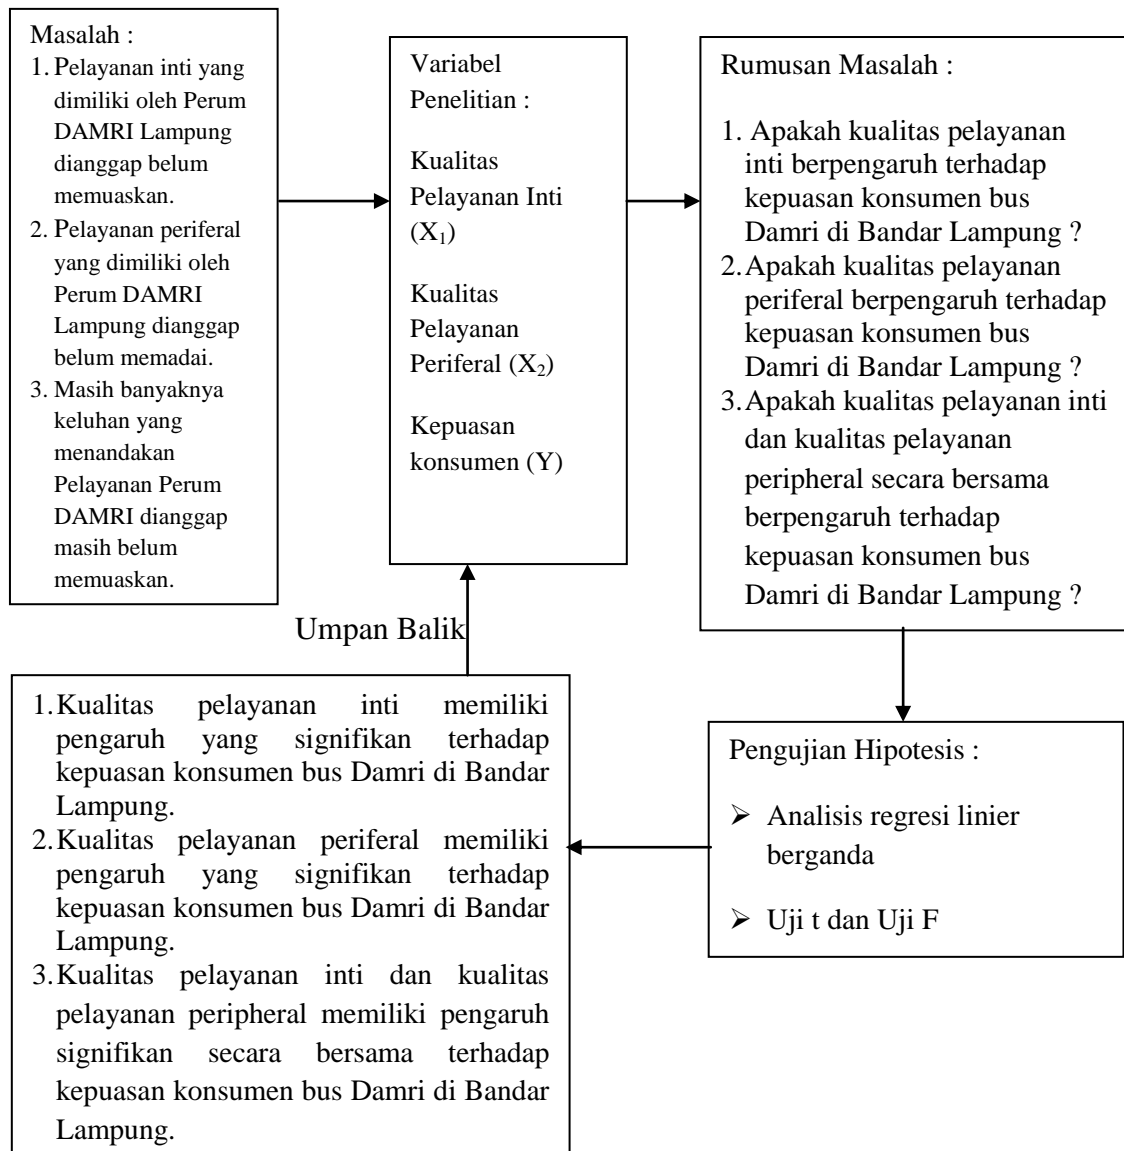 Masalah :
1. Pelayanan inti yang
dimiliki oleh Perum
DAMRI Lampung
dianggap belum
memuaskan.
2. Pelayanan periferal
yang dimiliki oleh
Perum DAMRI
Lampung dianggap
belum memadai.
3. Masih banyaknya
keluhan yang
menandakan
Pelayanan Perum
DAMRI dianggap
masih belum
memuaskan.
Variabel
Penelitian :
Kualitas
Pelayanan Inti
(X₁)
Kualitas
Pelayanan
Periferal (X₂)
Kepuasan
konsumen (Y)
Rumusan Masalah :
1. Apakah kualitas pelayanan
inti berpengaruh terhadap
kepuasan konsumen bus
Damri di Bandar Lampung ?
2. Apakah kualitas pelayanan
periferal berpengaruh terhadap
kepuasan konsumen bus
Damri di Bandar Lampung ?
3. Apakah kualitas pelayanan inti
dan kualitas pelayanan
peripheral secara bersama
berpengaruh terhadap
kepuasan konsumen bus
Damri di Bandar Lampung ?
Umpan Balik
Pengujian Hipotesis :
➢ Analisis regresi linier
berganda
➢ Uji t dan Uji F
1. Kualitas pelayanan inti memiliki
pengaruh yang signifikan terhadap
kepuasan konsumen bus Damri di Bandar
Lampung.
2. Kualitas pelayanan periferal memiliki
pengaruh yang signifikan terhadap
kepuasan konsumen bus Damri di Bandar
Lampung.
3. Kualitas pelayanan inti dan kualitas
pelayanan peripheral memiliki pengaruh
signifikan secara bersama terhadap
kepuasan konsumen bus Damri di Bandar
Lampung.